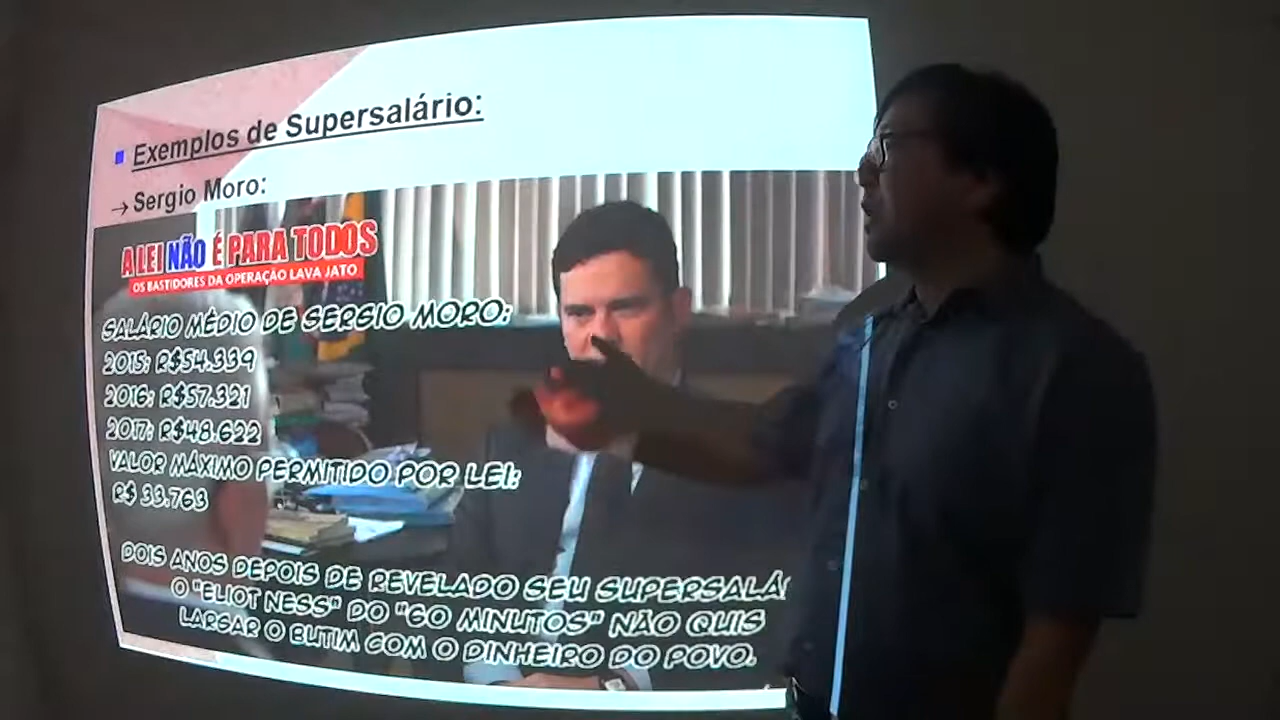 Exemplos de Supersalário:
→ Sergio Moro:
A LEI NÃO É PARA TODOS
OS BASTIDORES DA OPERAÇÃO LAVA JATO
SALÁRIO MÉDIO DE SERGIO MORO:
2015: R$54.339
2016: R$57.321
2017: R$48.622
VALOR MÁXIMO PERMITIDO POR LEI:
R$ 33.763
DOIS ANOS DEPOIS DE REVELADO SEU
O "ELIOT NESS" DO "60 MINUTOS" NÃO QUIS
LARGAR O BUTIM COM O DINHEIRO DO POVO.